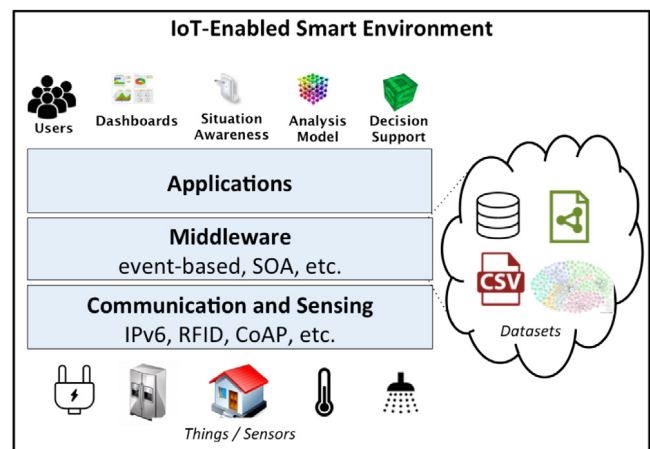 IoT-Enabled Smart Environment
Users
Dashboards
Situation
Awareness
Analysis
Model
Decision
Support
Applications
Middleware
event-based, SOA, etc.
Communication and Sensing
IPv6, RFID, CoAP, etc.
CSV
Datasets
Things / Sensors